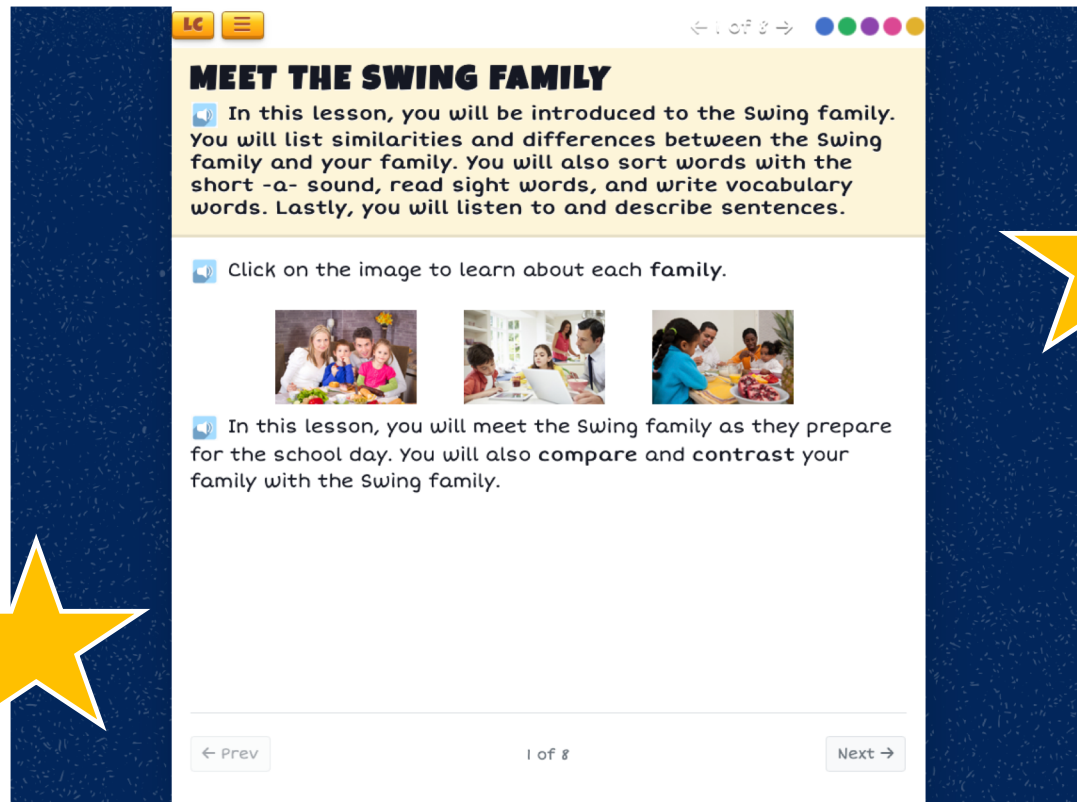 LC
← 1 of 8 →
MEET THE SWING FAMILY
In this lesson, you will be introduced to the Swing family.
You will list similarities and differences between the Swing
family and your family. You will also sort words with the
short -a- sound, read sight words, and write vocabulary
words. Lastly, you will listen to and describe sentences.
Click on the image to learn about each family.
In this lesson, you will meet the Swing family as they prepare
for the school day. You will also compare and contrast your
family with the Swing family.
← Prev
1 of 8
Next →